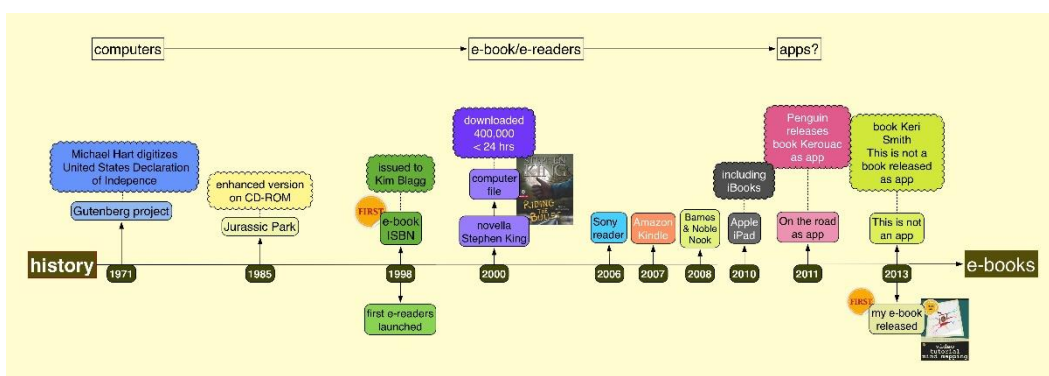 computers
e-book/e-readers
apps?
Michael Hart digitizes
United States Declaration
of Indepence
Gutenberg project
enhanced version
on CD-ROM
Jurassic Park
issued to
Kim Blagg
FIRST
e-book
ISBN
downloaded
400,000
< 24 hrs
computer
file
novella
Stephen King
STEPHEN
KING
RIDING
THE
BULLET
Sony
reader
Amazon
Kindle
Barnes
& Noble
Nook
including
iBooks
Apple
iPad
Penguin
releases
book Kerouac
as app
On the road
as app
book Keri
Smith
This is not a
book released
as app
This is not
an app
history
1971
1985
1998
2000
2006
2007
2008
2010
2011
2013
e-books
first e-readers
launched
FIRST
my e-book
released
video
tutorial
mind mapping